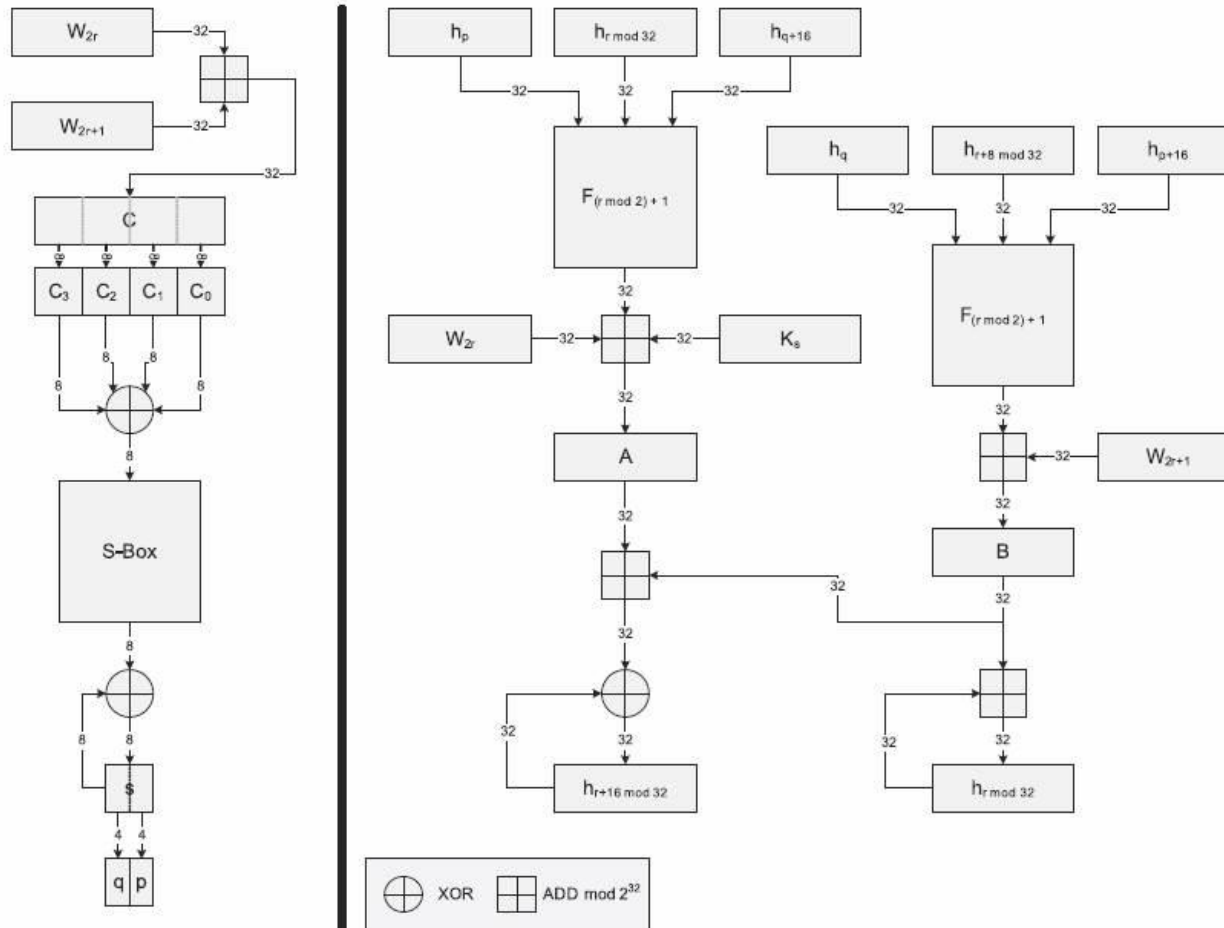 W2r
32
W2r+1
32
32
C
8 8 8 8
C3 C2 C1 C0
8 8 8 8
8
S-Box
8
8 8
s
4 4
q p
hp hr mod 32 hq+16
32 32 32
F(r mod 2) + 1
32
W2r 32 32 Ks
32
A
32
32
32
32
hr+16 mod 32
hq hr+8 mod 32 hp+16
32 32 32
F(r mod 2) + 1
32
32 W2r+1
32
B
32
32
32
32
hr mod 32
XOR ADD mod 2^32